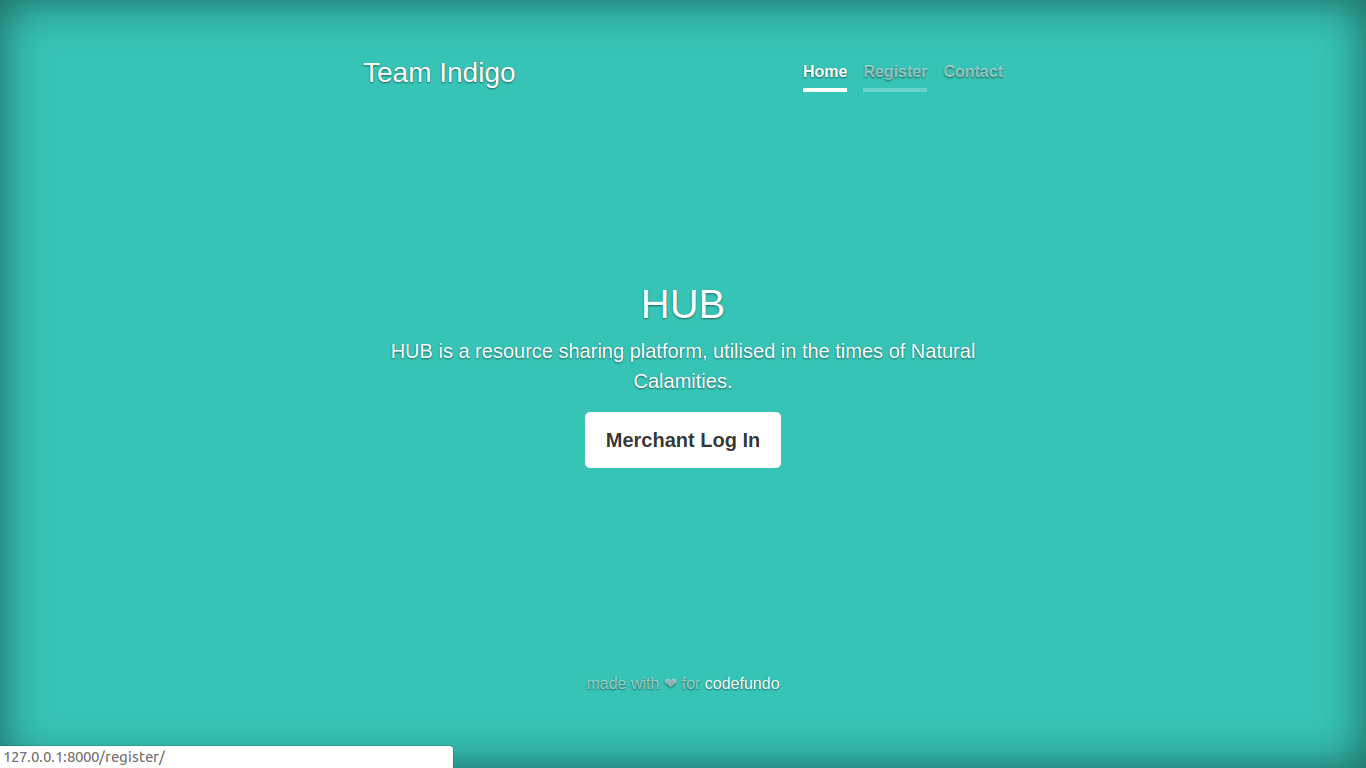 Team Indigo
Home Register Contact
HUB
HUB is a resource sharing platform, utilised in the times of Natural
Calamities.
Merchant Log In
made with ❤ for codefundo
127.0.0.1:8000/register/